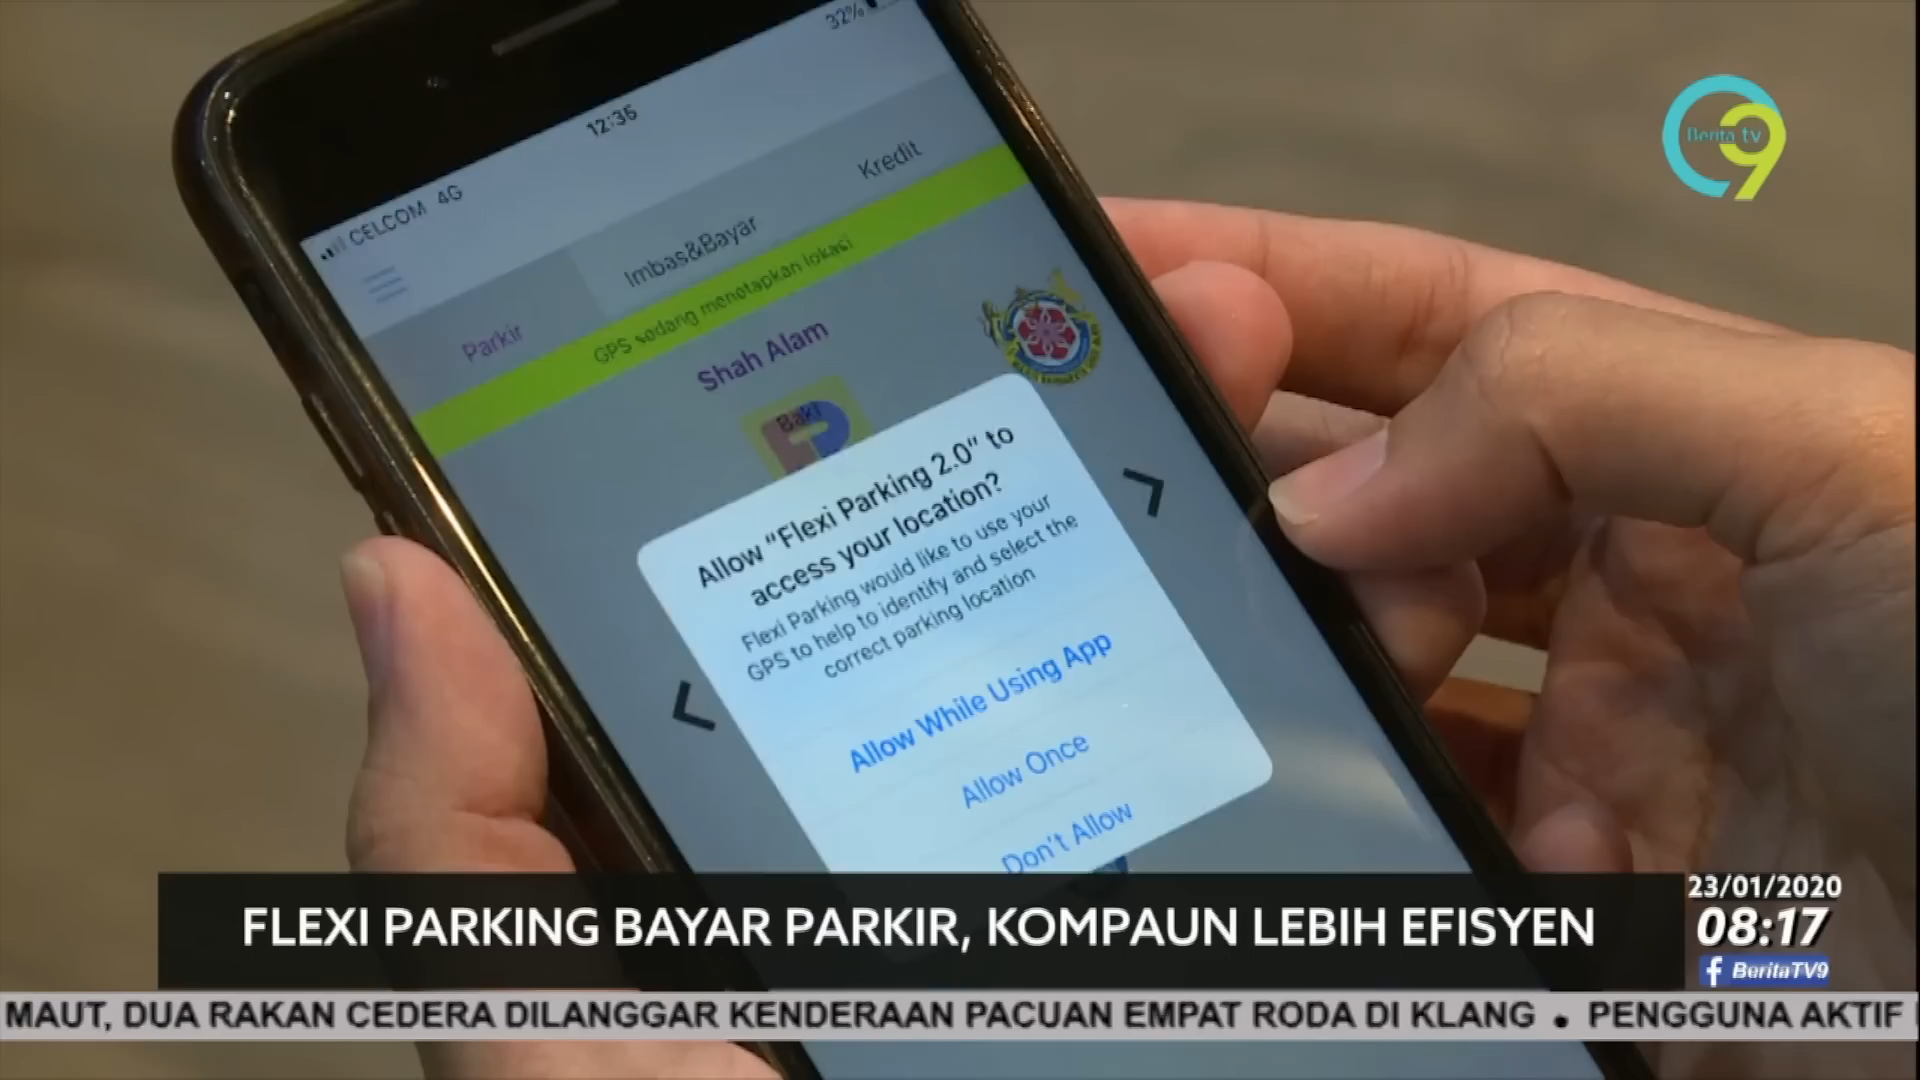 32%
12:35
CELCOM 4G
Parkir
Imbas&Bayar
Kredit
GPS sedang menetapkan lokasi
Shah Alam
Baki
Allow "Flexi Parking 2.0" to
access your location?
Flexi Parking would like to use your
GPS to help to identify and select the
correct parking location
Allow While Using App
Allow Once
Don't Allow
Berita tv
9
FLEXI PARKING BAYAR PARKIR, KOMPAUN LEBIH EFISYEN
23/01/2020
08:17
BeritaTV9
MAUT, DUA RAKAN CEDERA DILANGGAR KENDERAAN PACUAN EMPAT RODA DI KLANG • PENGGUNA AKTIF